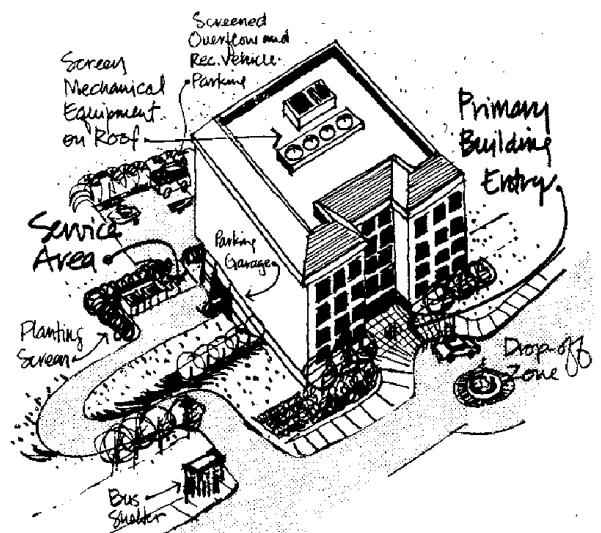 Screened
Overflow and
Rec. Vehicle
Parking
Screen
Mechanical
Equipment
on Roof
Primary
Building
Entry
Service
Area
Parking
Garage
Planting
Screen
Drop-off
Zone
Bus
Shelter